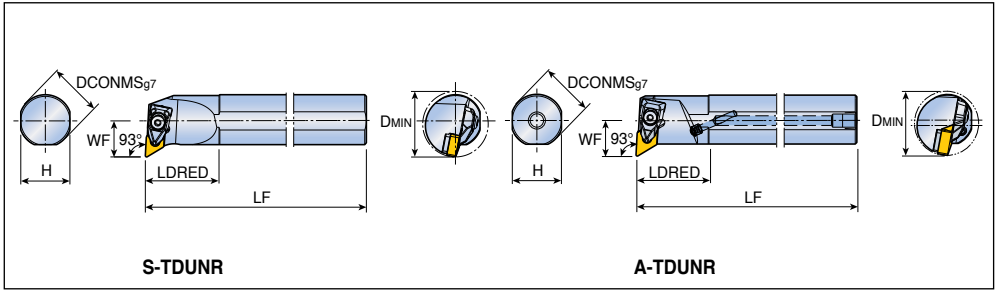 DCONMSg7
WF 93°
H
LDRED
LF
DMIN
S-TDUNR
DCONMSg7
WF 93°
H
LDRED
LF
DMIN
A-TDUNR